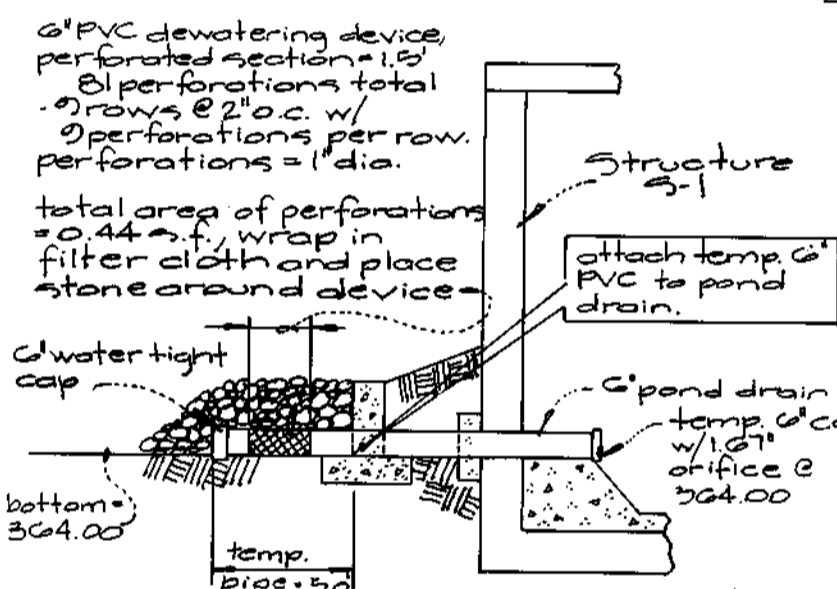 6" PVC dewatering device,
perforated section = 1.5'
81 perforations total
- 9 rows @ 2" o.c. w/
9 perforations per row.
perforations = 1" dia.
total area of perforations
= 0.44 s.f., wrap in
filter cloth and place
stone around device
Structure
S-1
attach temp. 6"
PVC to pond
drain.
6" water tight
cap
6" pond drain
temp. 6"
w/ 1.67"
orifice @
364.00
bottom =
364.00
temp.
pipe =